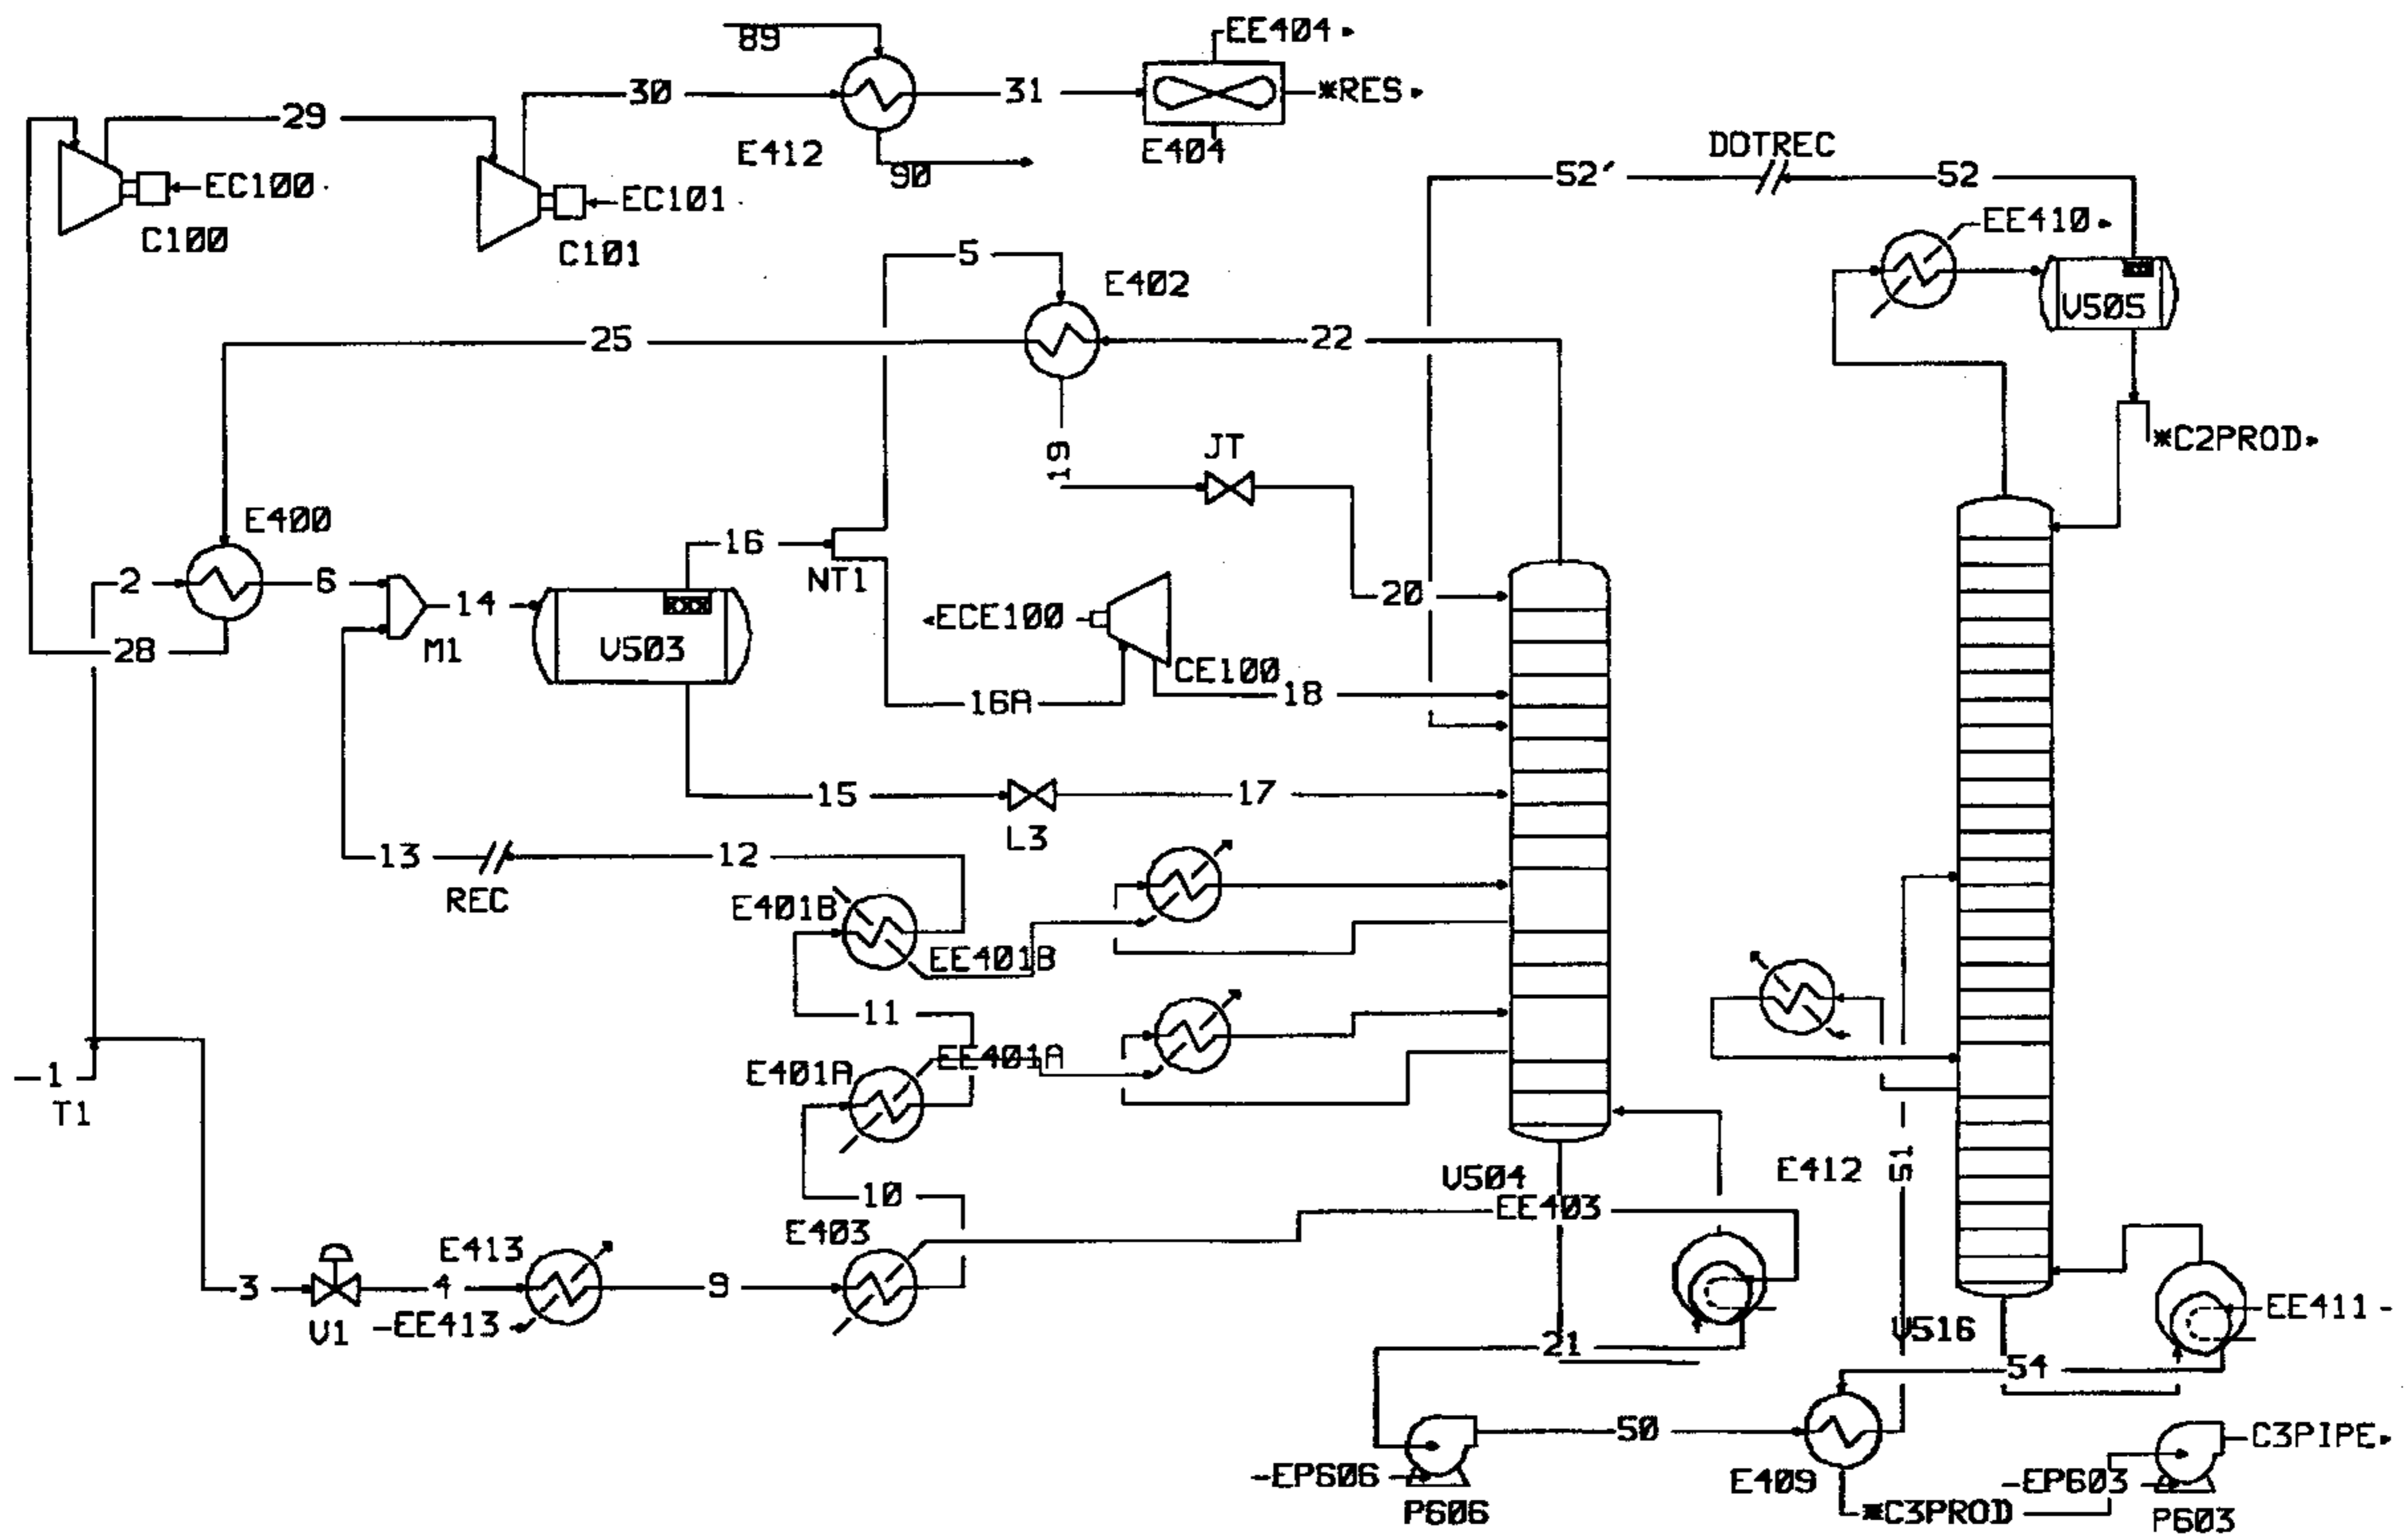 89
EE404
30
31
*RES
29
E412
E404
90
DOTREC
EC100
EC101
C100
C101
52'
52
EE410
5
E402
V505
25
22
19
JT
*C2PROD
E400
16
2
6
14
NT1
20
ECE100
28
M1
V503
CE100
16A
18
15
17
L3
13
12
REC
E401B
EE401B
11
EE401A
E401A
1
T1
10
V504
E412
51
EE403
E403
E413
3
4
9
V1
EE413
EE411
V516
21
54
50
C3PIPE
EP606
P606
E409
EP603
*C3PROD
P603